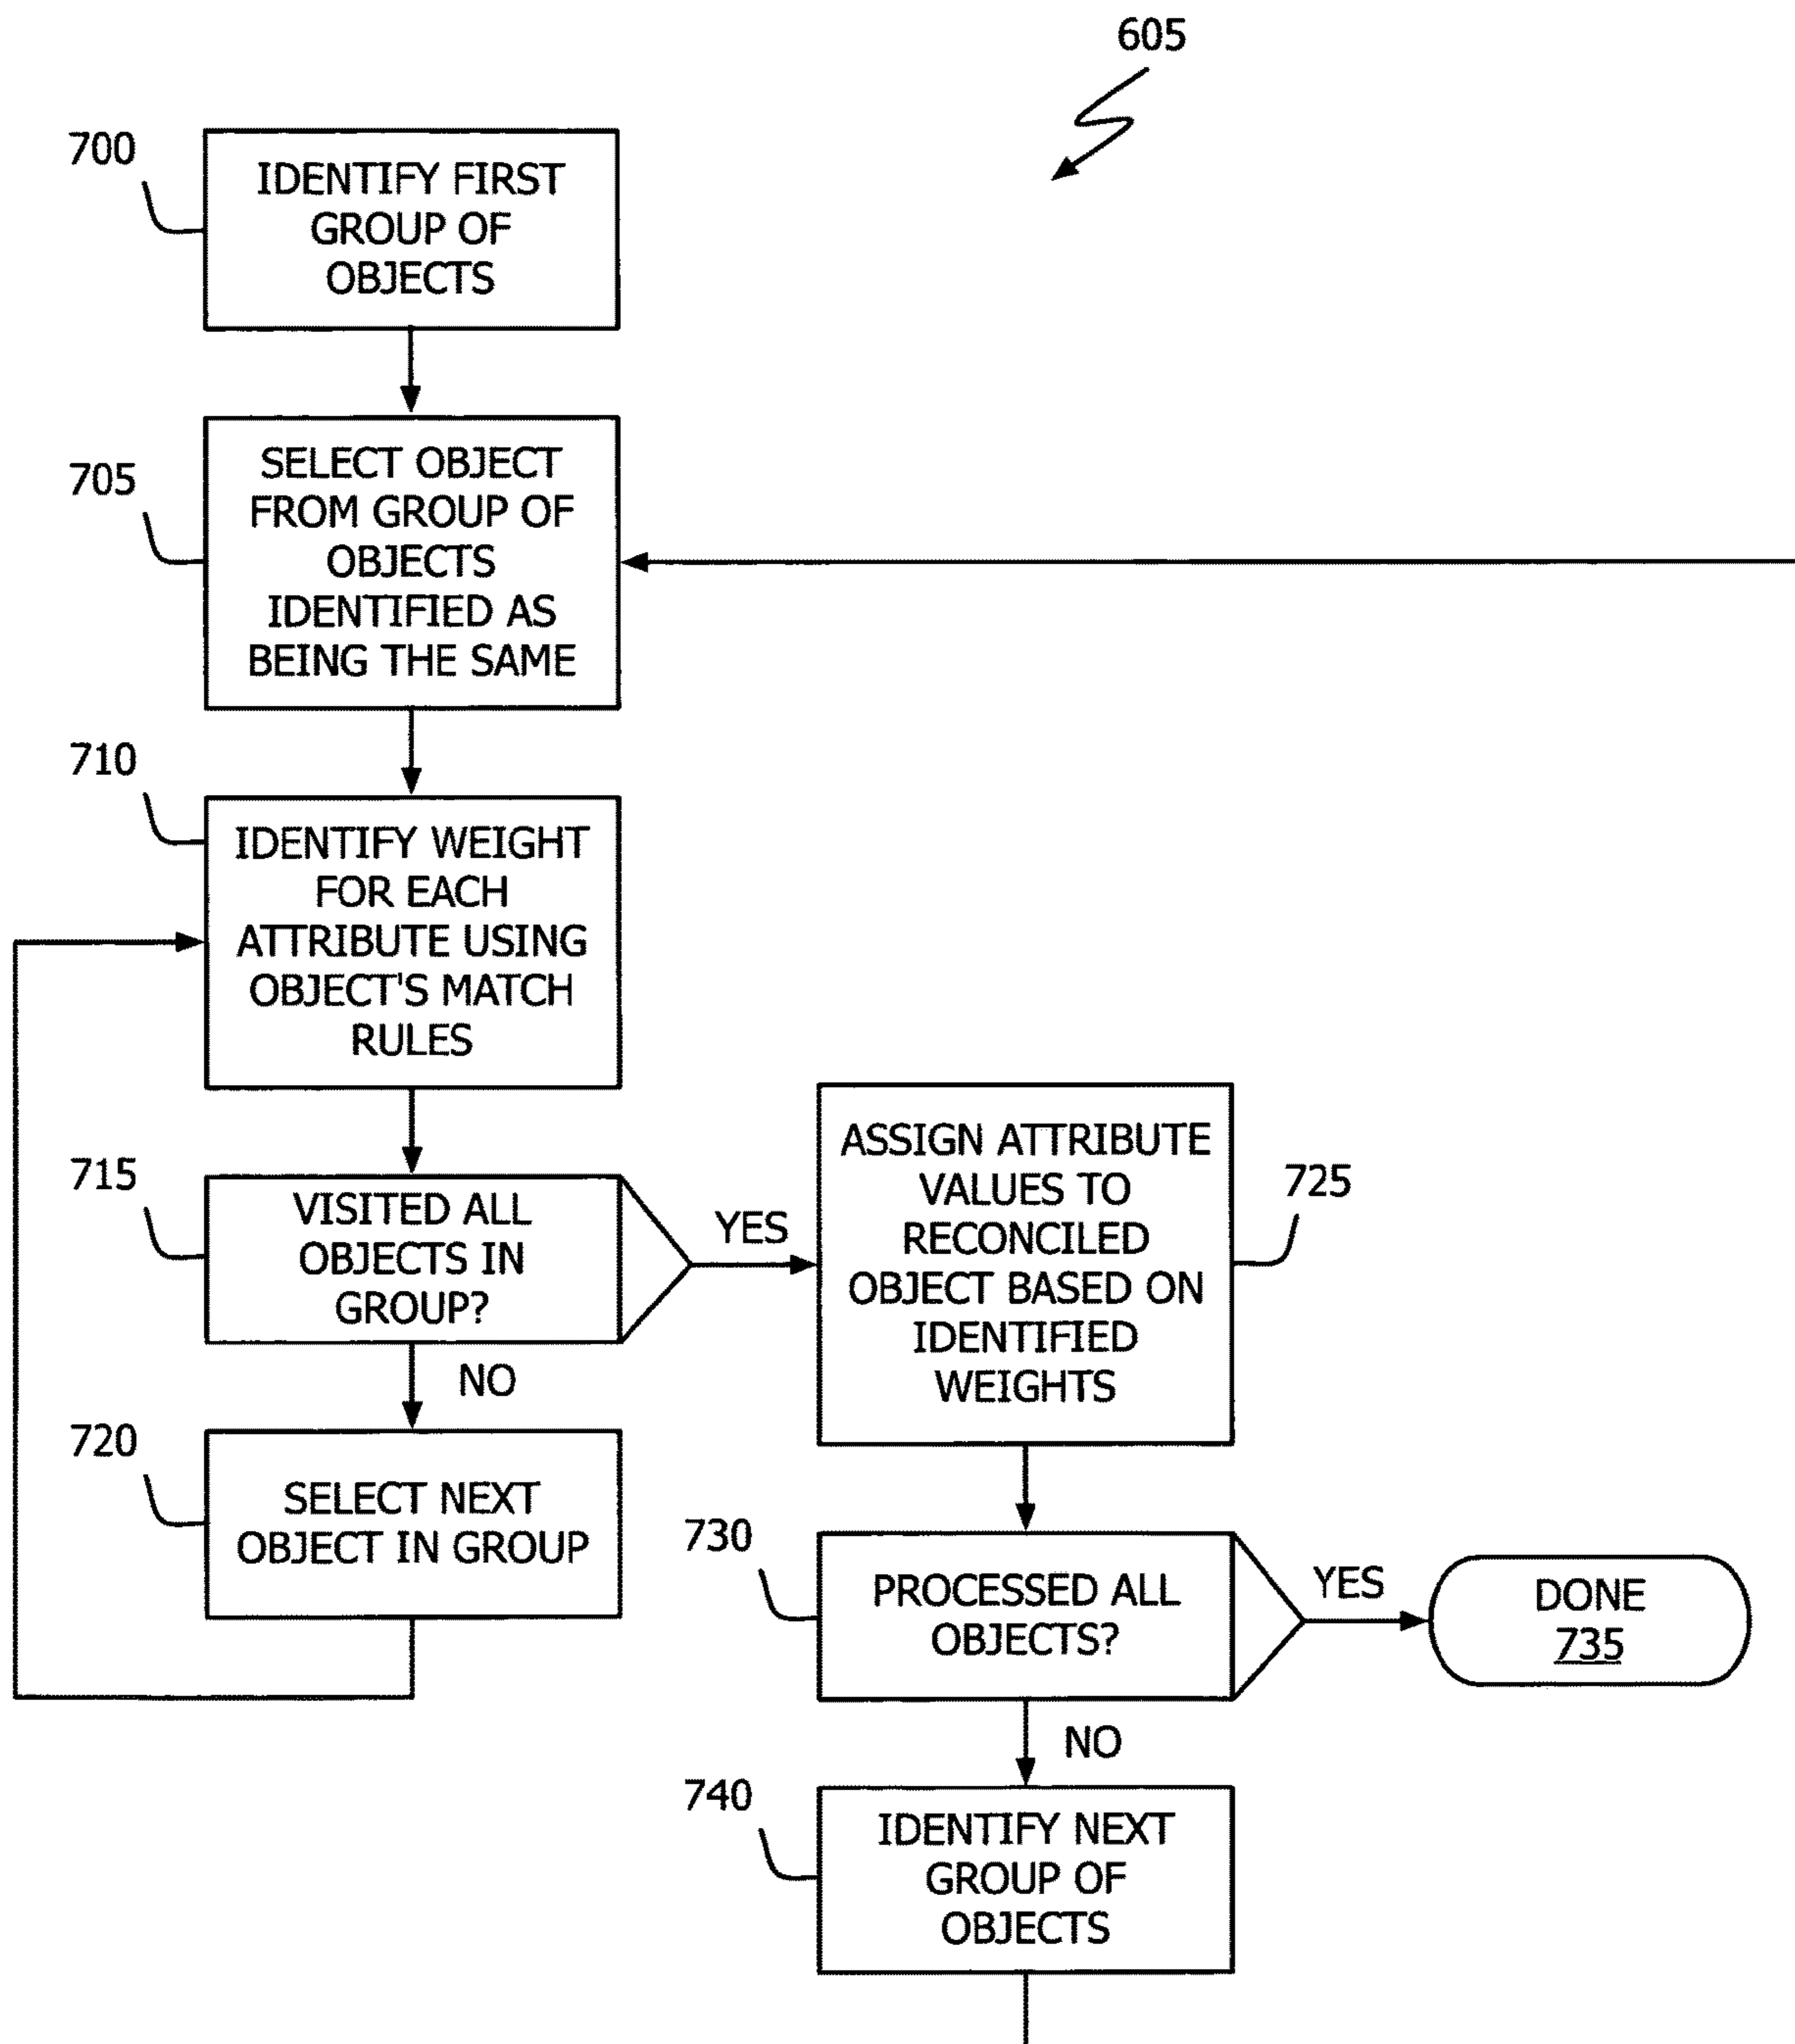 605
700
IDENTIFY FIRST
GROUP OF
OBJECTS
705
SELECT OBJECT
FROM GROUP OF
OBJECTS
IDENTIFIED AS
BEING THE SAME
710
IDENTIFY WEIGHT
FOR EACH
ATTRIBUTE USING
OBJECT'S MATCH
RULES
715
VISITED ALL
OBJECTS IN
GROUP?
YES
NO
720
SELECT NEXT
OBJECT IN GROUP
725
ASSIGN ATTRIBUTE
VALUES TO
RECONCILED
OBJECT BASED ON
IDENTIFIED
WEIGHTS
730
PROCESSED ALL
OBJECTS?
YES
DONE
735
NO
740
IDENTIFY NEXT
GROUP OF
OBJECTS